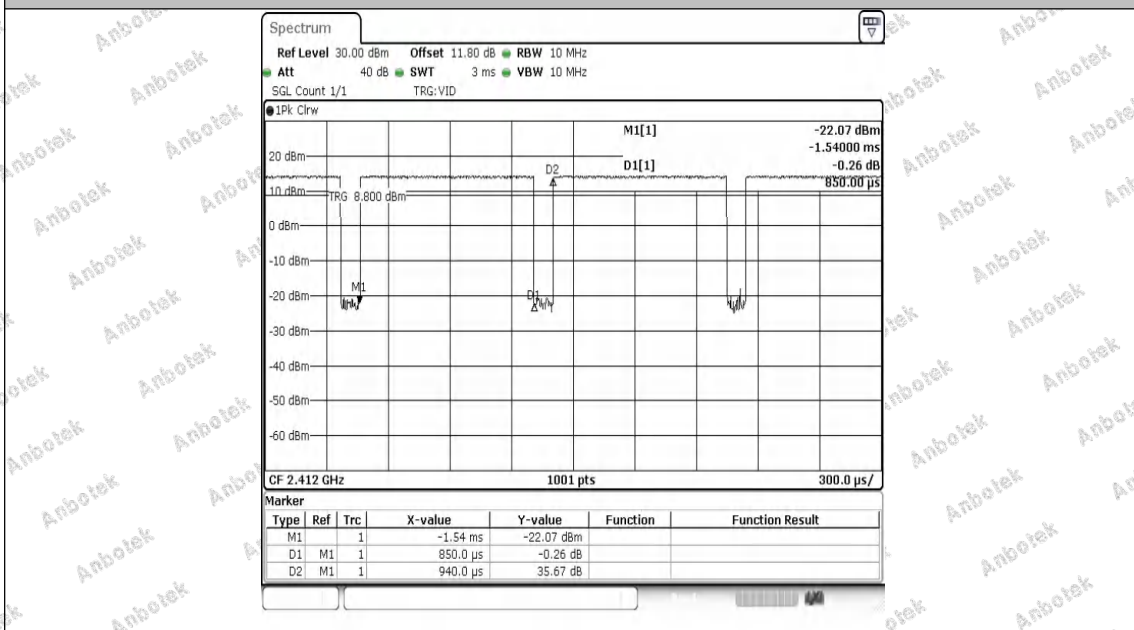 Spectrum
Ref Level 30.00 dBm Offset 11.80 dB RBW 10 MHz
Att 40 dB SWT 3 ms VBW 10 MHz
SGL Count 1/1 TRG:VID
1Pk Clrw
M1[1] -22.07 dBm
-1.54000 ms
20 dBm
D1[1] -0.26 dB
850.00 µs
D2
10 dBm
TRG 8.800 dBm
0 dBm
-10 dBm
M1
-20 dBm
D1
-30 dBm
-40 dBm
-50 dBm
-60 dBm
CF 2.412 GHz 1001 pts 300.0 µs/
Marker
Type Ref Trc X-value Y-value Function Function Result
M1 1 -1.54 ms -22.07 dBm
D1 M1 1 850.0 µs -0.26 dB
D2 M1 1 940.0 µs 35.67 dB
Anbotek